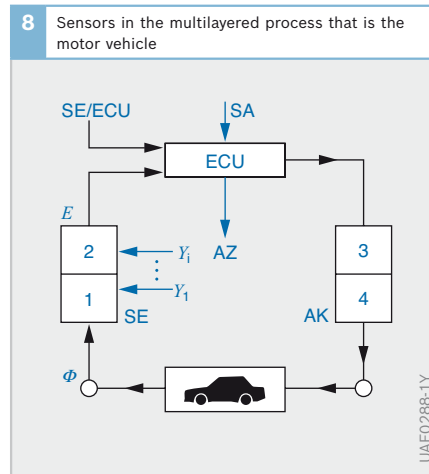 8 Sensors in the multilayered process that is the
motor vehicle
SE/ECU
SA
ECU
E
2
Yi
AZ
3
1
Y1
SE
4
AK
Φ
UAE0288-1Y